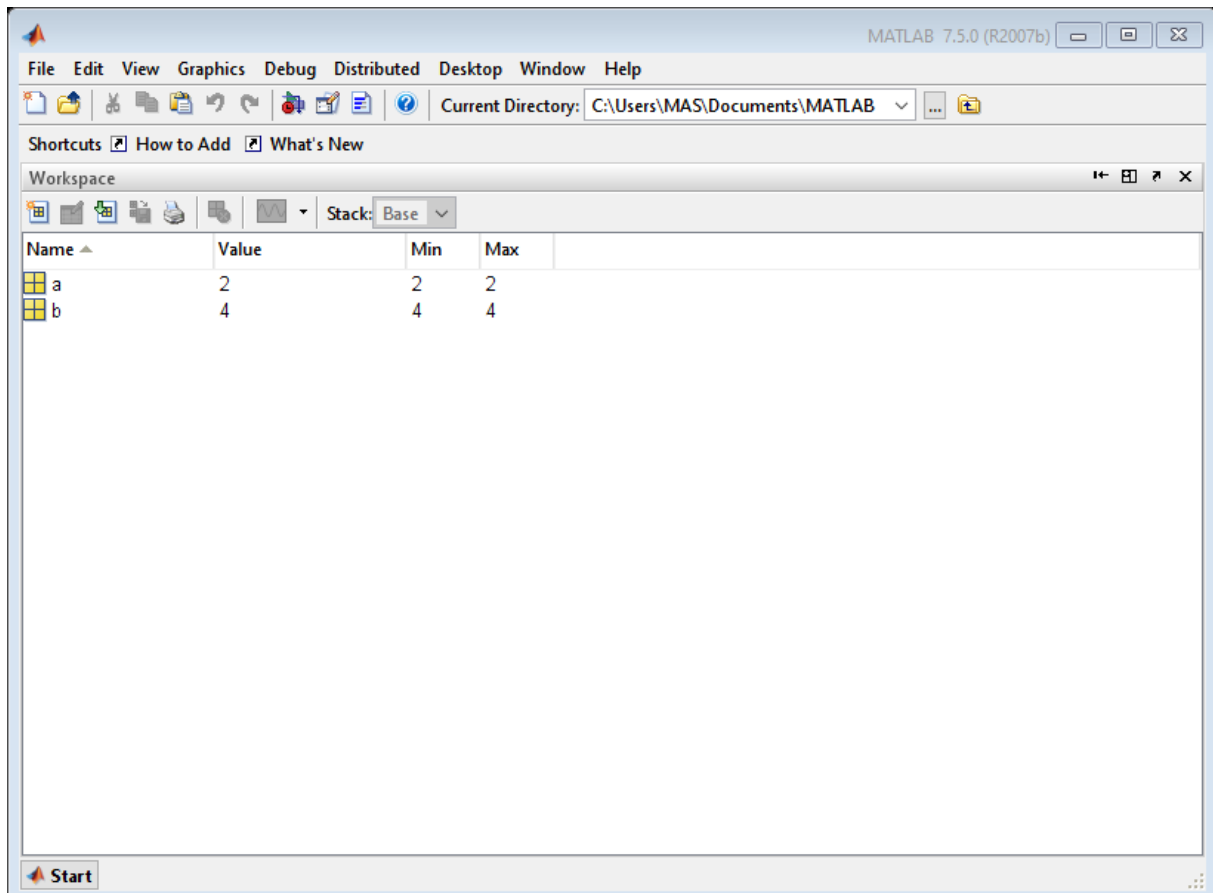 MATLAB 7.5.0 (R2007b)
File Edit View Graphics Debug Distributed Desktop Window Help
Current Directory: C:\Users\MAS\Documents\MATLAB ...
Shortcuts How to Add What's New
Workspace
Stack: Base
Name Value Min Max
a 2 2 2
b 4 4 4
Start